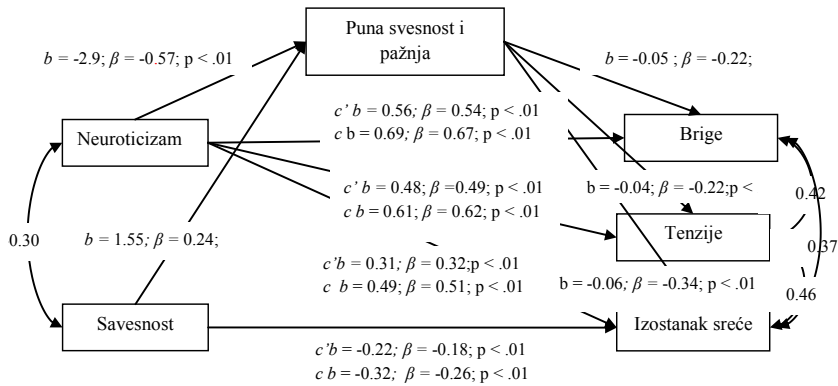 Puna svesnost i
pažnja
b = -2.9; β = -0.57; p < .01
b = -0.05 ; β = -0.22;
c’ b = 0.56; β = 0.54; p < .01
c b = 0.69; β = 0.67; p < .01
Neuroticizam
Brige
c’ b = 0.48; β =0.49; p < .01
c b = 0.61; β = 0.62; p < .01
b = -0.04; β = -0.22;p <
0.42
0.30
b = 1.55; β = 0.24;
Tenzije
0.37
c’b = 0.31; β = 0.32;p < .01
c b = 0.49; β = 0.51; p < .01
b = -0.06; β = -0.34; p < .01
0.46
Savesnost
Izostanak sreće
c’b = -0.22; β = -0.18; p < .01
c b = -0.32; β = -0.26; p < .01